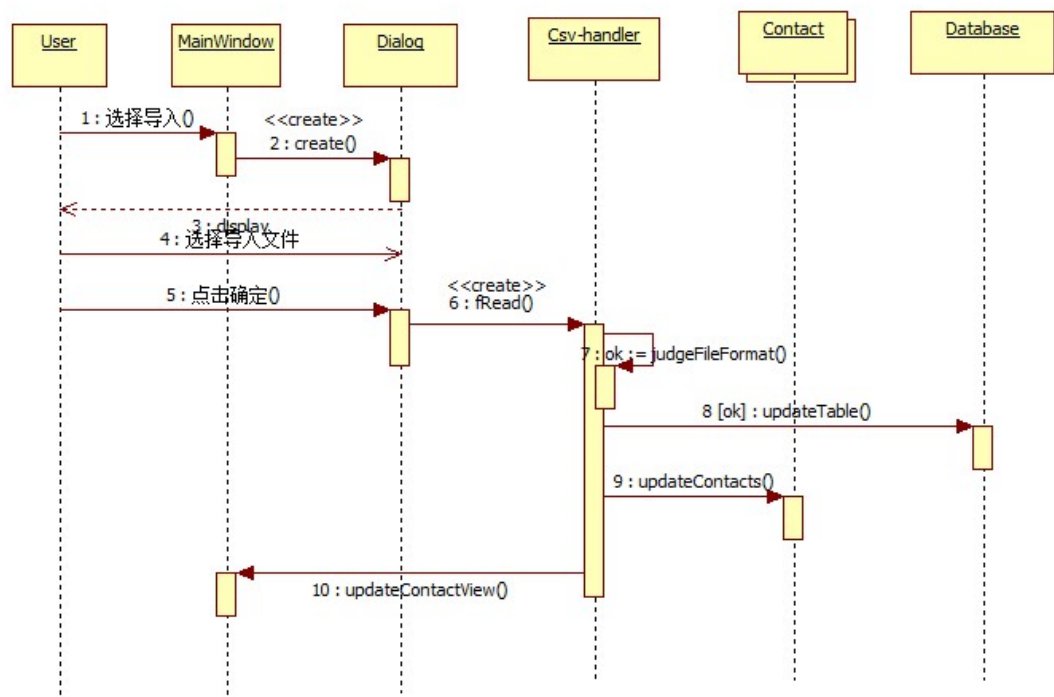 User
MainWindow
Dialog
Csv-handler
Contact
Database
1 : 选择导入()
<<create>>
2 : create()
3 : display
4 : 选择导入文件
5 : 点击确定()
<<create>>
6 : fRead()
7 : ok := judgeFileFormat()
8 [ok] : updateTable()
9 : updateContacts()
10 : updateContactView()